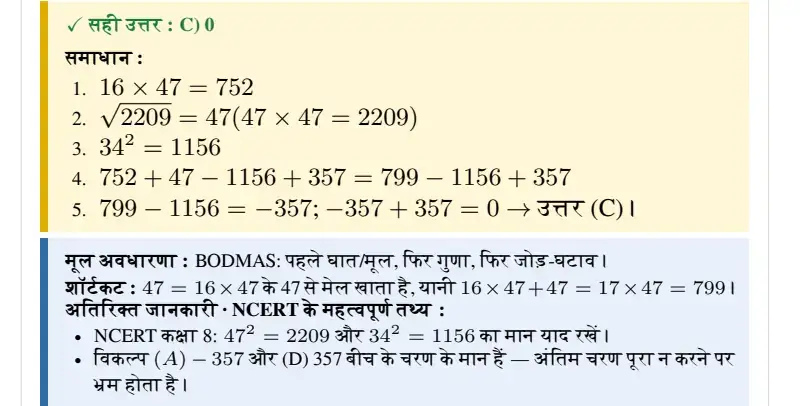 ✓ सही उत्तर : C) 0
समाधान :
1. 16 × 47 = 752
2. √2209 = 47(47 × 47 = 2209)
3. 34² = 1156
4. 752 + 47 − 1156 + 357 = 799 − 1156 + 357
5. 799 − 1156 = −357; −357 + 357 = 0 → उत्तर (C)।
मूल अवधारणा : BODMAS: पहले घात/मूल, फिर गुणा, फिर जोड़-घटाव।
शॉर्टकट : 47 = 16 × 47 के 47 से मेल खाता है, यानी 16 × 47 + 47 = 17 × 47 = 799।
अतिरिक्त जानकारी · NCERT के महत्वपूर्ण तथ्य :
• NCERT कक्षा 8: 47² = 2209 और 34² = 1156 का मान याद रखें।
• विकल्प (A) − 357 और (D) 357 बीच के चरण के मान हैं — अंतिम चरण पूरा न करने पर
भ्रम होता है।